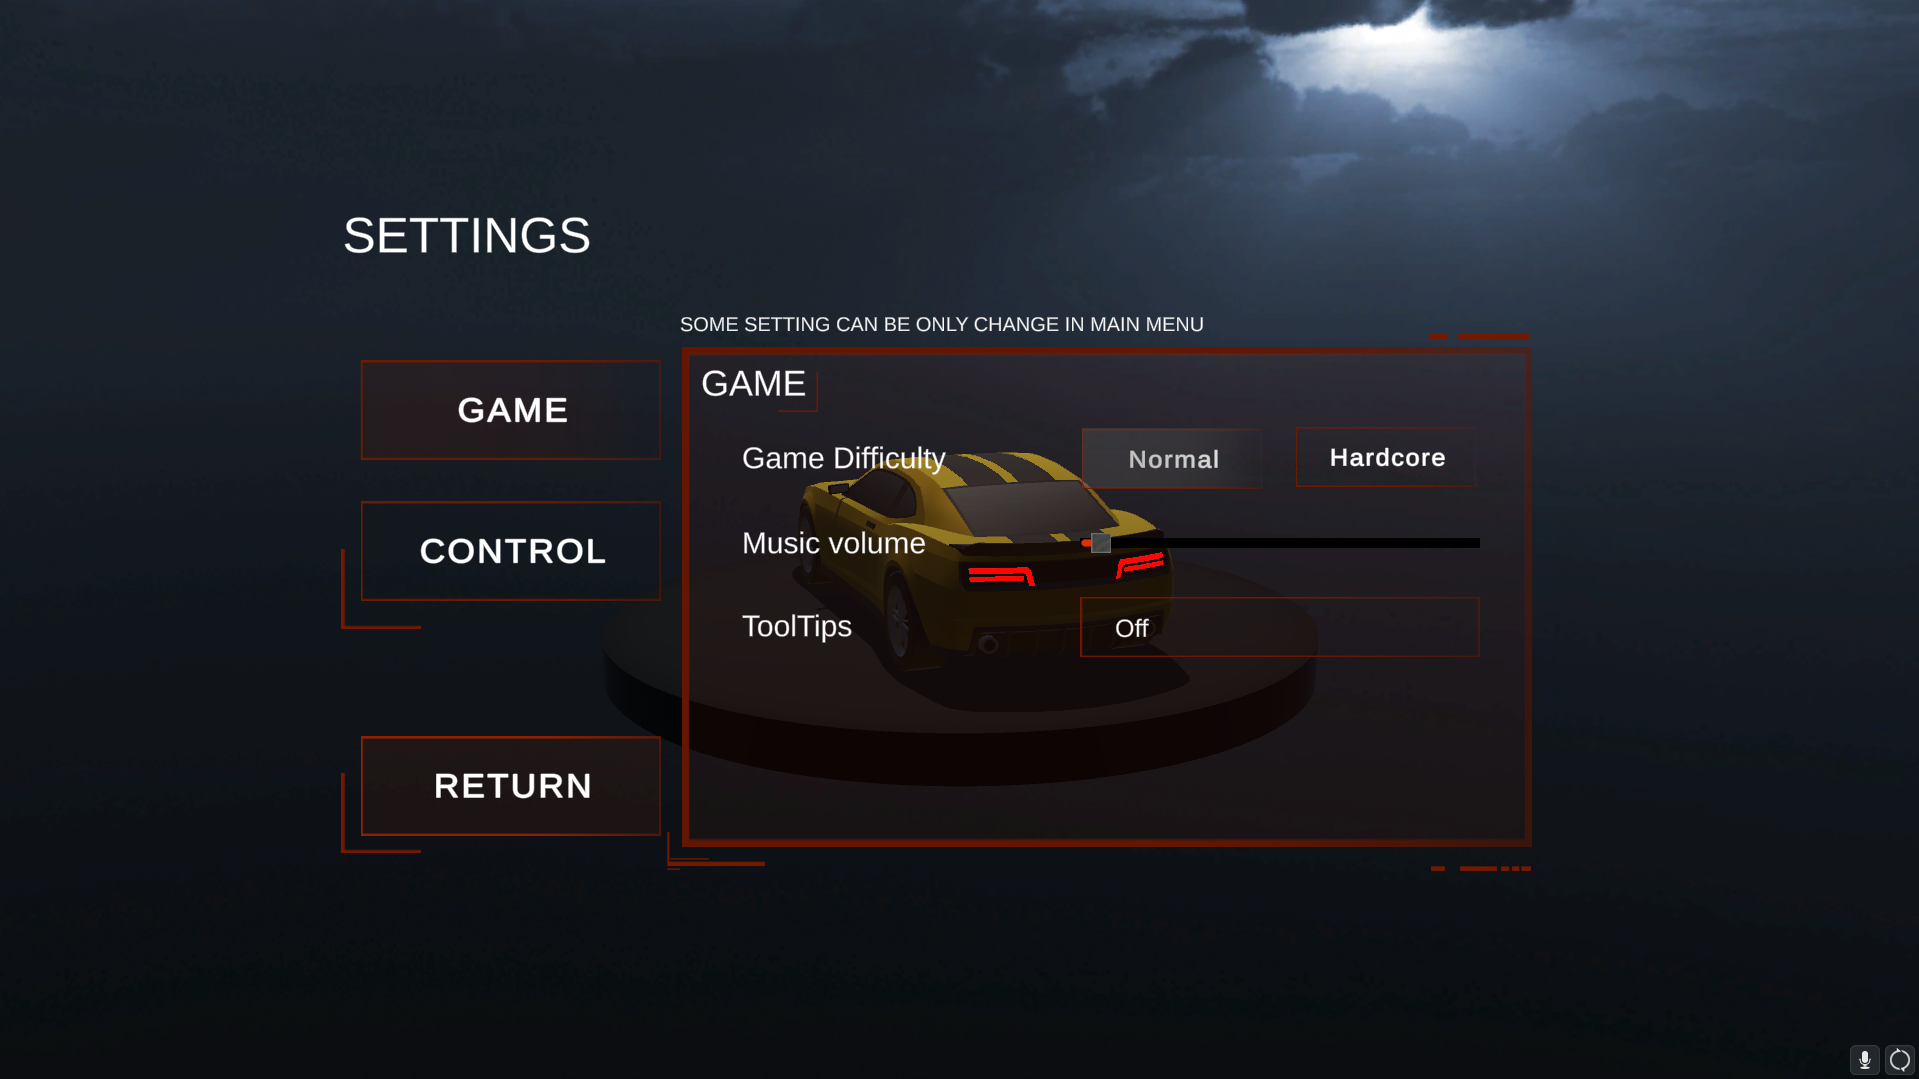 SETTINGS
SOME SETTING CAN BE ONLY CHANGE IN MAIN MENU
GAME
CONTROL
RETURN
GAME
Game Difficulty Normal Hardcore
Music volume
ToolTips Off